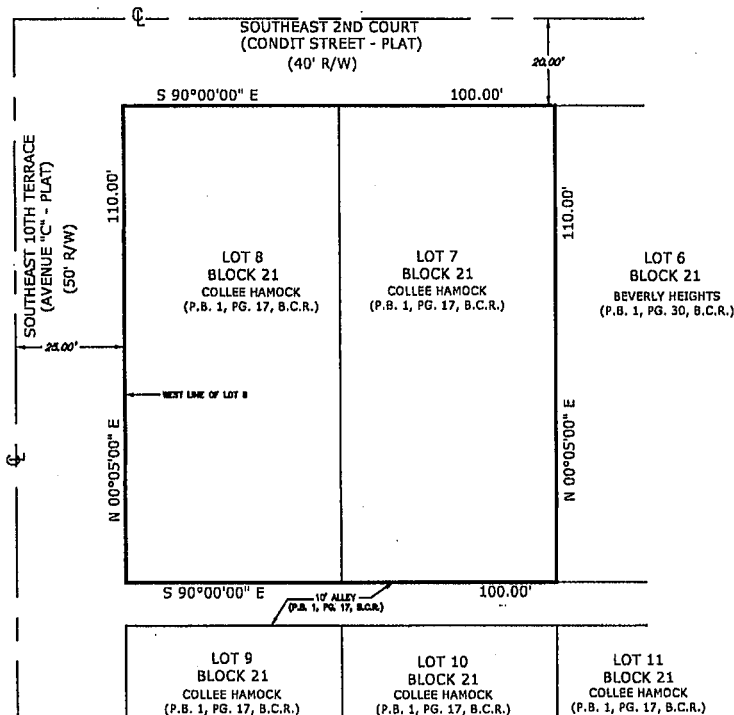 ℄
SOUTHEAST 2ND COURT
(CONDIT STREET - PLAT)
(40' R/W)
20.00'
S 90°00'00" E
100.00'
SOUTHEAST 10TH TERRACE
(AVENUE "C" - PLAT)
(50' R/W)
110.00'
110.00'
LOT 8
BLOCK 21
COLLEE HAMOCK
(P.B. 1, PG. 17, B.C.R.)
LOT 7
BLOCK 21
COLLEE HAMOCK
(P.B. 1, PG. 17, B.C.R.)
LOT 6
BLOCK 21
BEVERLY HEIGHTS
(P.B. 1, PG. 30, B.C.R.)
25.00'
WEST LINE OF LOT 8
℄
N 00°05'00" E
N 00°05'00" E
S 90°00'00" E
10' ALLEY
(P.B. 1, PG. 17, B.C.R.)
100.00'
LOT 9
BLOCK 21
COLLEE HAMOCK
(P.B. 1, PG. 17, B.C.R.)
LOT 10
BLOCK 21
COLLEE HAMOCK
(P.B. 1, PG. 17, B.C.R.)
LOT 11
BLOCK 21
COLLEE HAMOCK
(P.B. 1, PG. 17, B.C.R.)